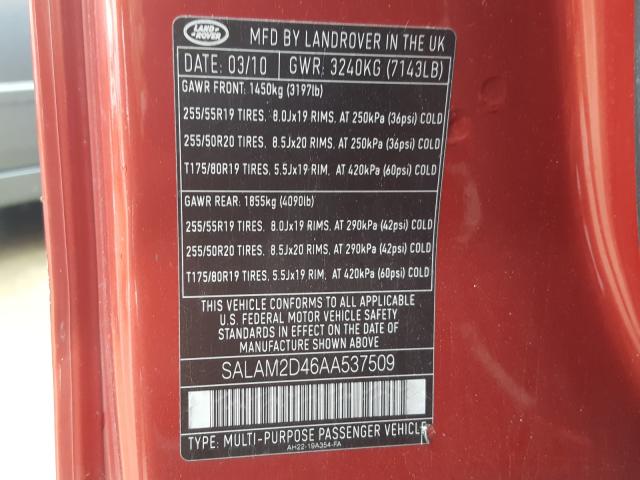 LAND ROVER
MFD BY LANDROVER IN THE UK
DATE: 03/10 GWR: 3240KG (7143LB)
GAWR FRONT: 1450kg (3197lb)
255/55R19 TIRES, 8.0Jx19 RIMS, AT 250kPa (36psi) COLD
255/50R20 TIRES, 8.5Jx20 RIMS, AT 250kPa (36psi) COLD
T175/80R19 TIRES, 5.5Jx19 RIM, AT 420kPa (60psi) COLD
GAWR REAR: 1855kg (4090lb)
255/55R19 TIRES, 8.0Jx19 RIMS, AT 290kPa (42psi) COLD
255/50R20 TIRES, 8.5Jx20 RIMS, AT 290kPa (42psi) COLD
T175/80R19 TIRES, 5.5Jx19 RIM, AT 420kPa (60psi) COLD
THIS VEHICLE CONFORMS TO ALL APPLICABLE
U.S. FEDERAL MOTOR VEHICLE SAFETY
STANDARDS IN EFFECT ON THE DATE OF
MANUFACTURE SHOWN ABOVE
SALAM2D46AA537509
TYPE: MULTI-PURPOSE PASSENGER VEHICLE
AH22-19A354-FA